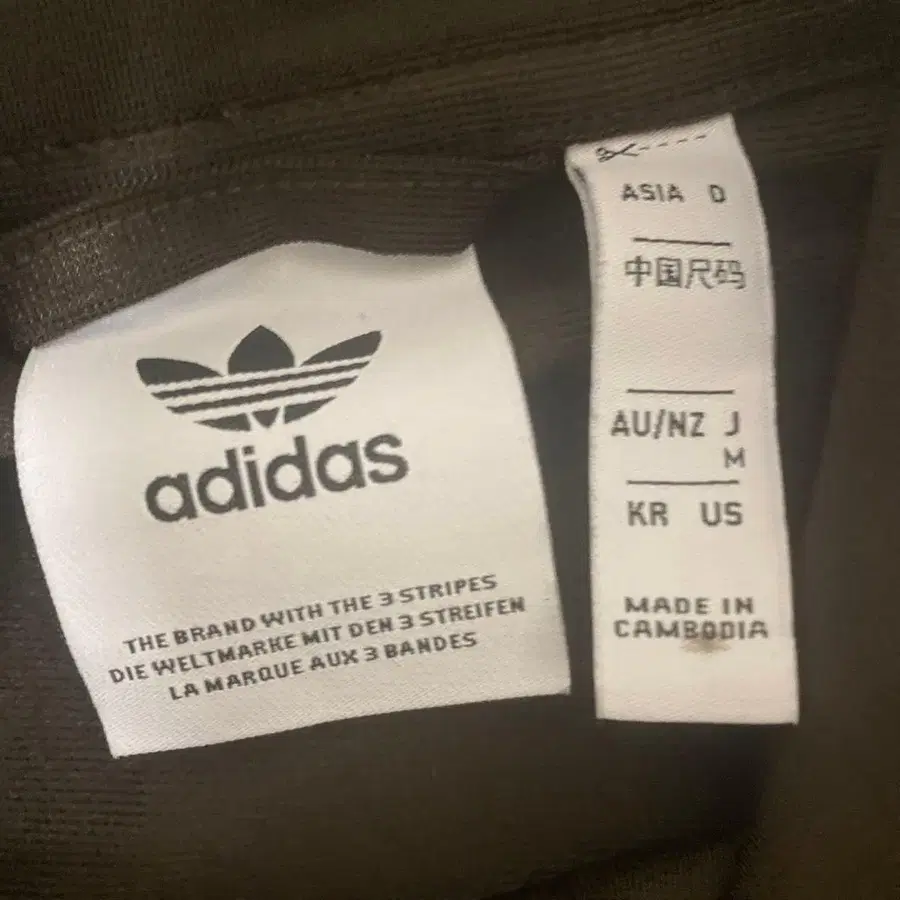 adidas
THE BRAND WITH THE 3 STRIPES
DIE WELTMARKE MIT DEN 3 STREIFEN
LA MARQUE AUX 3 BANDES
ASIA D
中国尺码
AU/NZ J
M
KR US
MADE IN
CAMBODIA